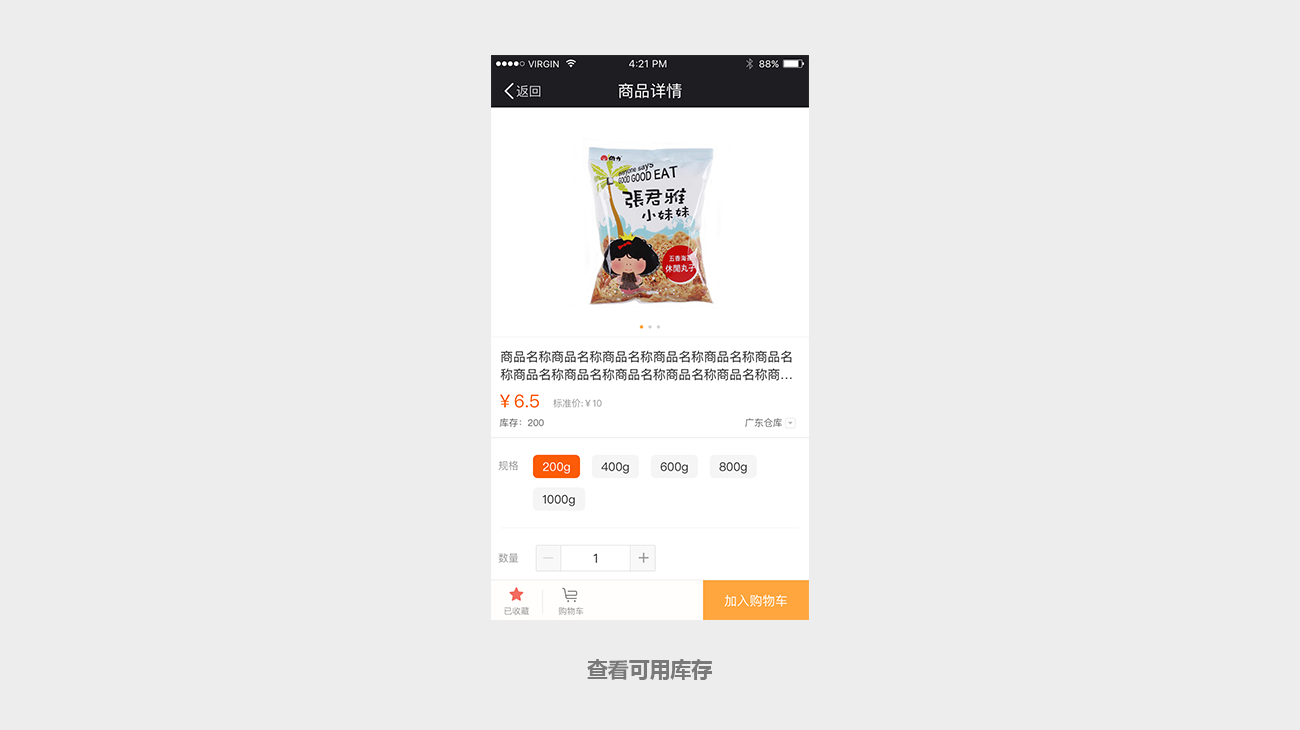 VIRGIN
4:21 PM
88%
返回
商品详情
everyone says
GOOD GOOD EAT
張君雅
小妹妹
五香海苔
休閒丸子
商品名称商品名称商品名称商品名称商品名称商品名
称商品名称商品名称商品名称商品名称商品名称商...
¥ 6.5 标准价: ¥ 10
库存：200
广东仓库
规格
200g 400g 600g 800g
1000g
数量
1
已收藏
购物车
加入购物车
查看可用库存